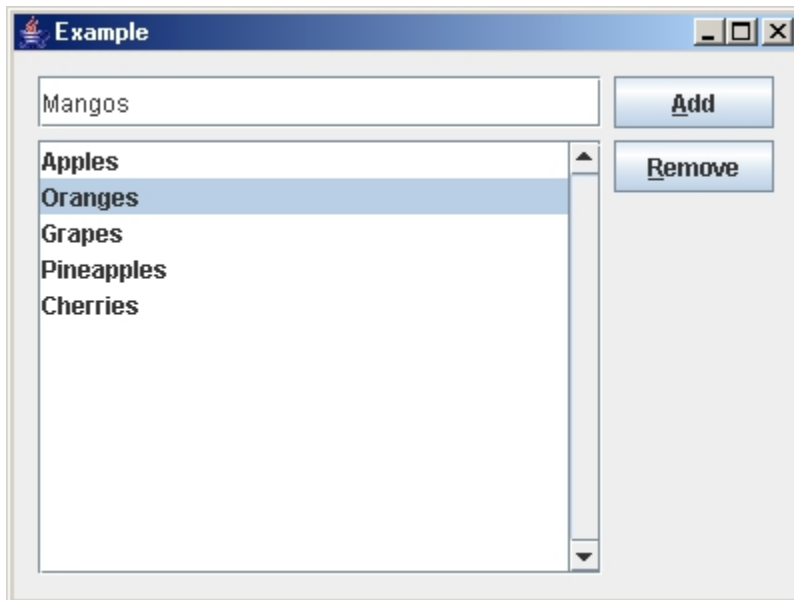 Example
Mangos
Add
Apples
Remove
Oranges
Grapes
Pineapples
Cherries